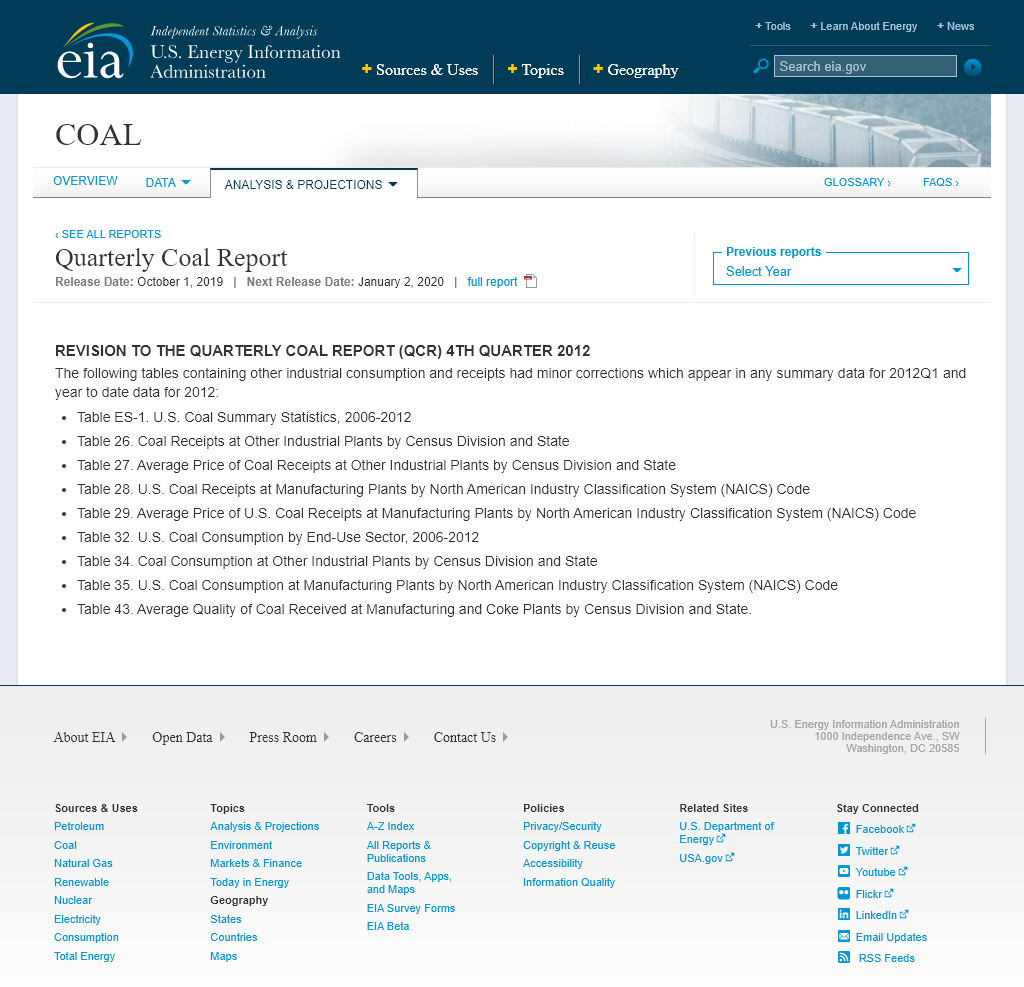 + Tools + Learn About Energy + News
eia
Independent Statistics & Analysis
U.S. Energy Information
Administration
+ Sources & Uses + Topics + Geography
Search eia.gov
COAL
OVERVIEW DATA ANALYSIS & PROJECTIONS GLOSSARY › FAQS ›
‹ SEE ALL REPORTS
Quarterly Coal Report
Release Date: October 1, 2019 | Next Release Date: January 2, 2020 | full report
Previous reports
Select Year
REVISION TO THE QUARTERLY COAL REPORT (QCR) 4TH QUARTER 2012
The following tables containing other industrial consumption and receipts had minor corrections which appear in any summary data for 2012Q1 and
year to date data for 2012:
• Table ES-1. U.S. Coal Summary Statistics, 2006-2012
• Table 26. Coal Receipts at Other Industrial Plants by Census Division and State
• Table 27. Average Price of Coal Receipts at Other Industrial Plants by Census Division and State
• Table 28. U.S. Coal Receipts at Manufacturing Plants by North American Industry Classification System (NAICS) Code
• Table 29. Average Price of U.S. Coal Receipts at Manufacturing Plants by North American Industry Classification System (NAICS) Code
• Table 32. U.S. Coal Consumption by End-Use Sector, 2006-2012
• Table 34. Coal Consumption at Other Industrial Plants by Census Division and State
• Table 35. U.S. Coal Consumption at Manufacturing Plants by North American Industry Classification System (NAICS) Code
• Table 43. Average Quality of Coal Received at Manufacturing and Coke Plants by Census Division and State.
About EIA Open Data Press Room Careers Contact Us
U.S. Energy Information Administration
1000 Independence Ave., SW
Washington, DC 20585
Sources & Uses
Petroleum
Coal
Natural Gas
Renewable
Nuclear
Electricity
Consumption
Total Energy
Topics
Analysis & Projections
Environment
Markets & Finance
Today in Energy
Geography
States
Countries
Maps
Tools
A-Z Index
All Reports &
Publications
Data Tools, Apps,
and Maps
EIA Survey Forms
EIA Beta
Policies
Privacy/Security
Copyright & Reuse
Accessibility
Information Quality
Related Sites
U.S. Department of
Energy
USA.gov
Stay Connected
Facebook
Twitter
Youtube
Flickr
LinkedIn
Email Updates
RSS Feeds